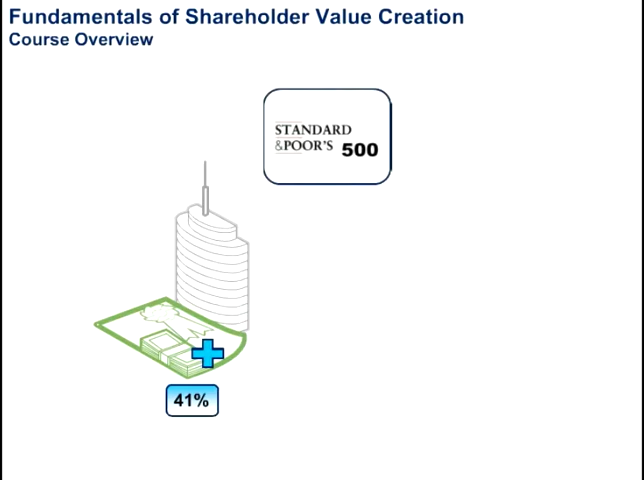 Fundamentals of Shareholder Value Creation
Course Overview
STANDARD
&POOR'S 500
41%